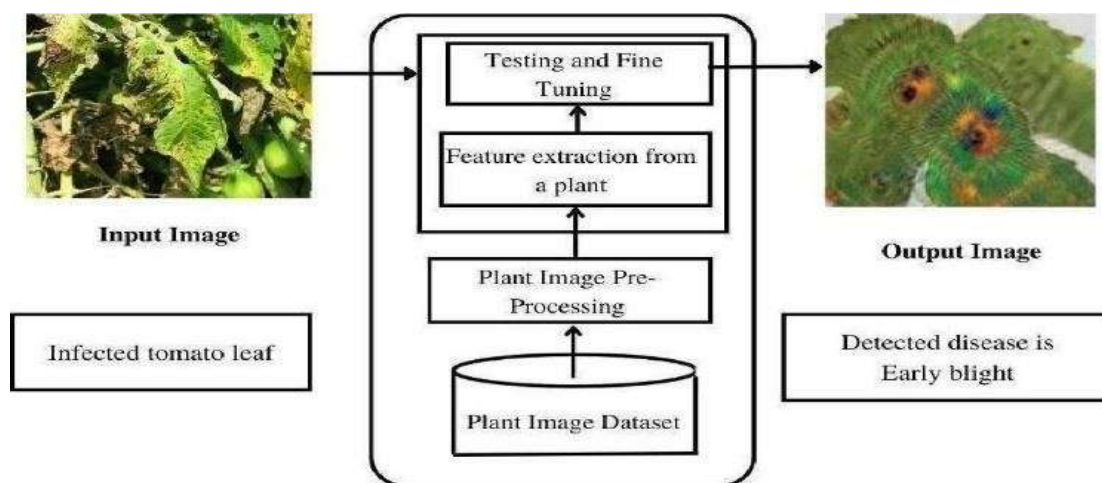 Input Image
Infected tomato leaf
Testing and Fine
Tuning
Feature extraction from
a plant
Plant Image Pre-
Processing
Plant Image Dataset
Output Image
Detected disease is
Early blight